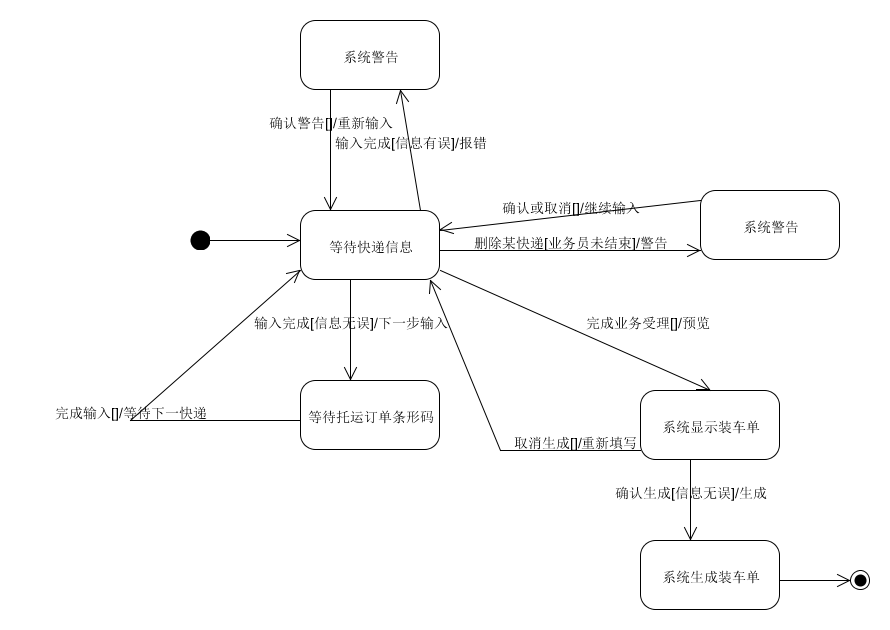 系统警告
确认警告[]/重新输入
输入完成[信息有误]/报错
确认或取消[]/继续输入
系统警告
等待快递信息
删除某快递[业务员未结束]/警告
输入完成[信息无误]/下一步输入
完成业务受理[]/预览
完成输入[]/等待下一快递
等待托运订单条形码
系统显示装车单
取消生成[]/重新填写
确认生成[信息无误]/生成
系统生成装车单